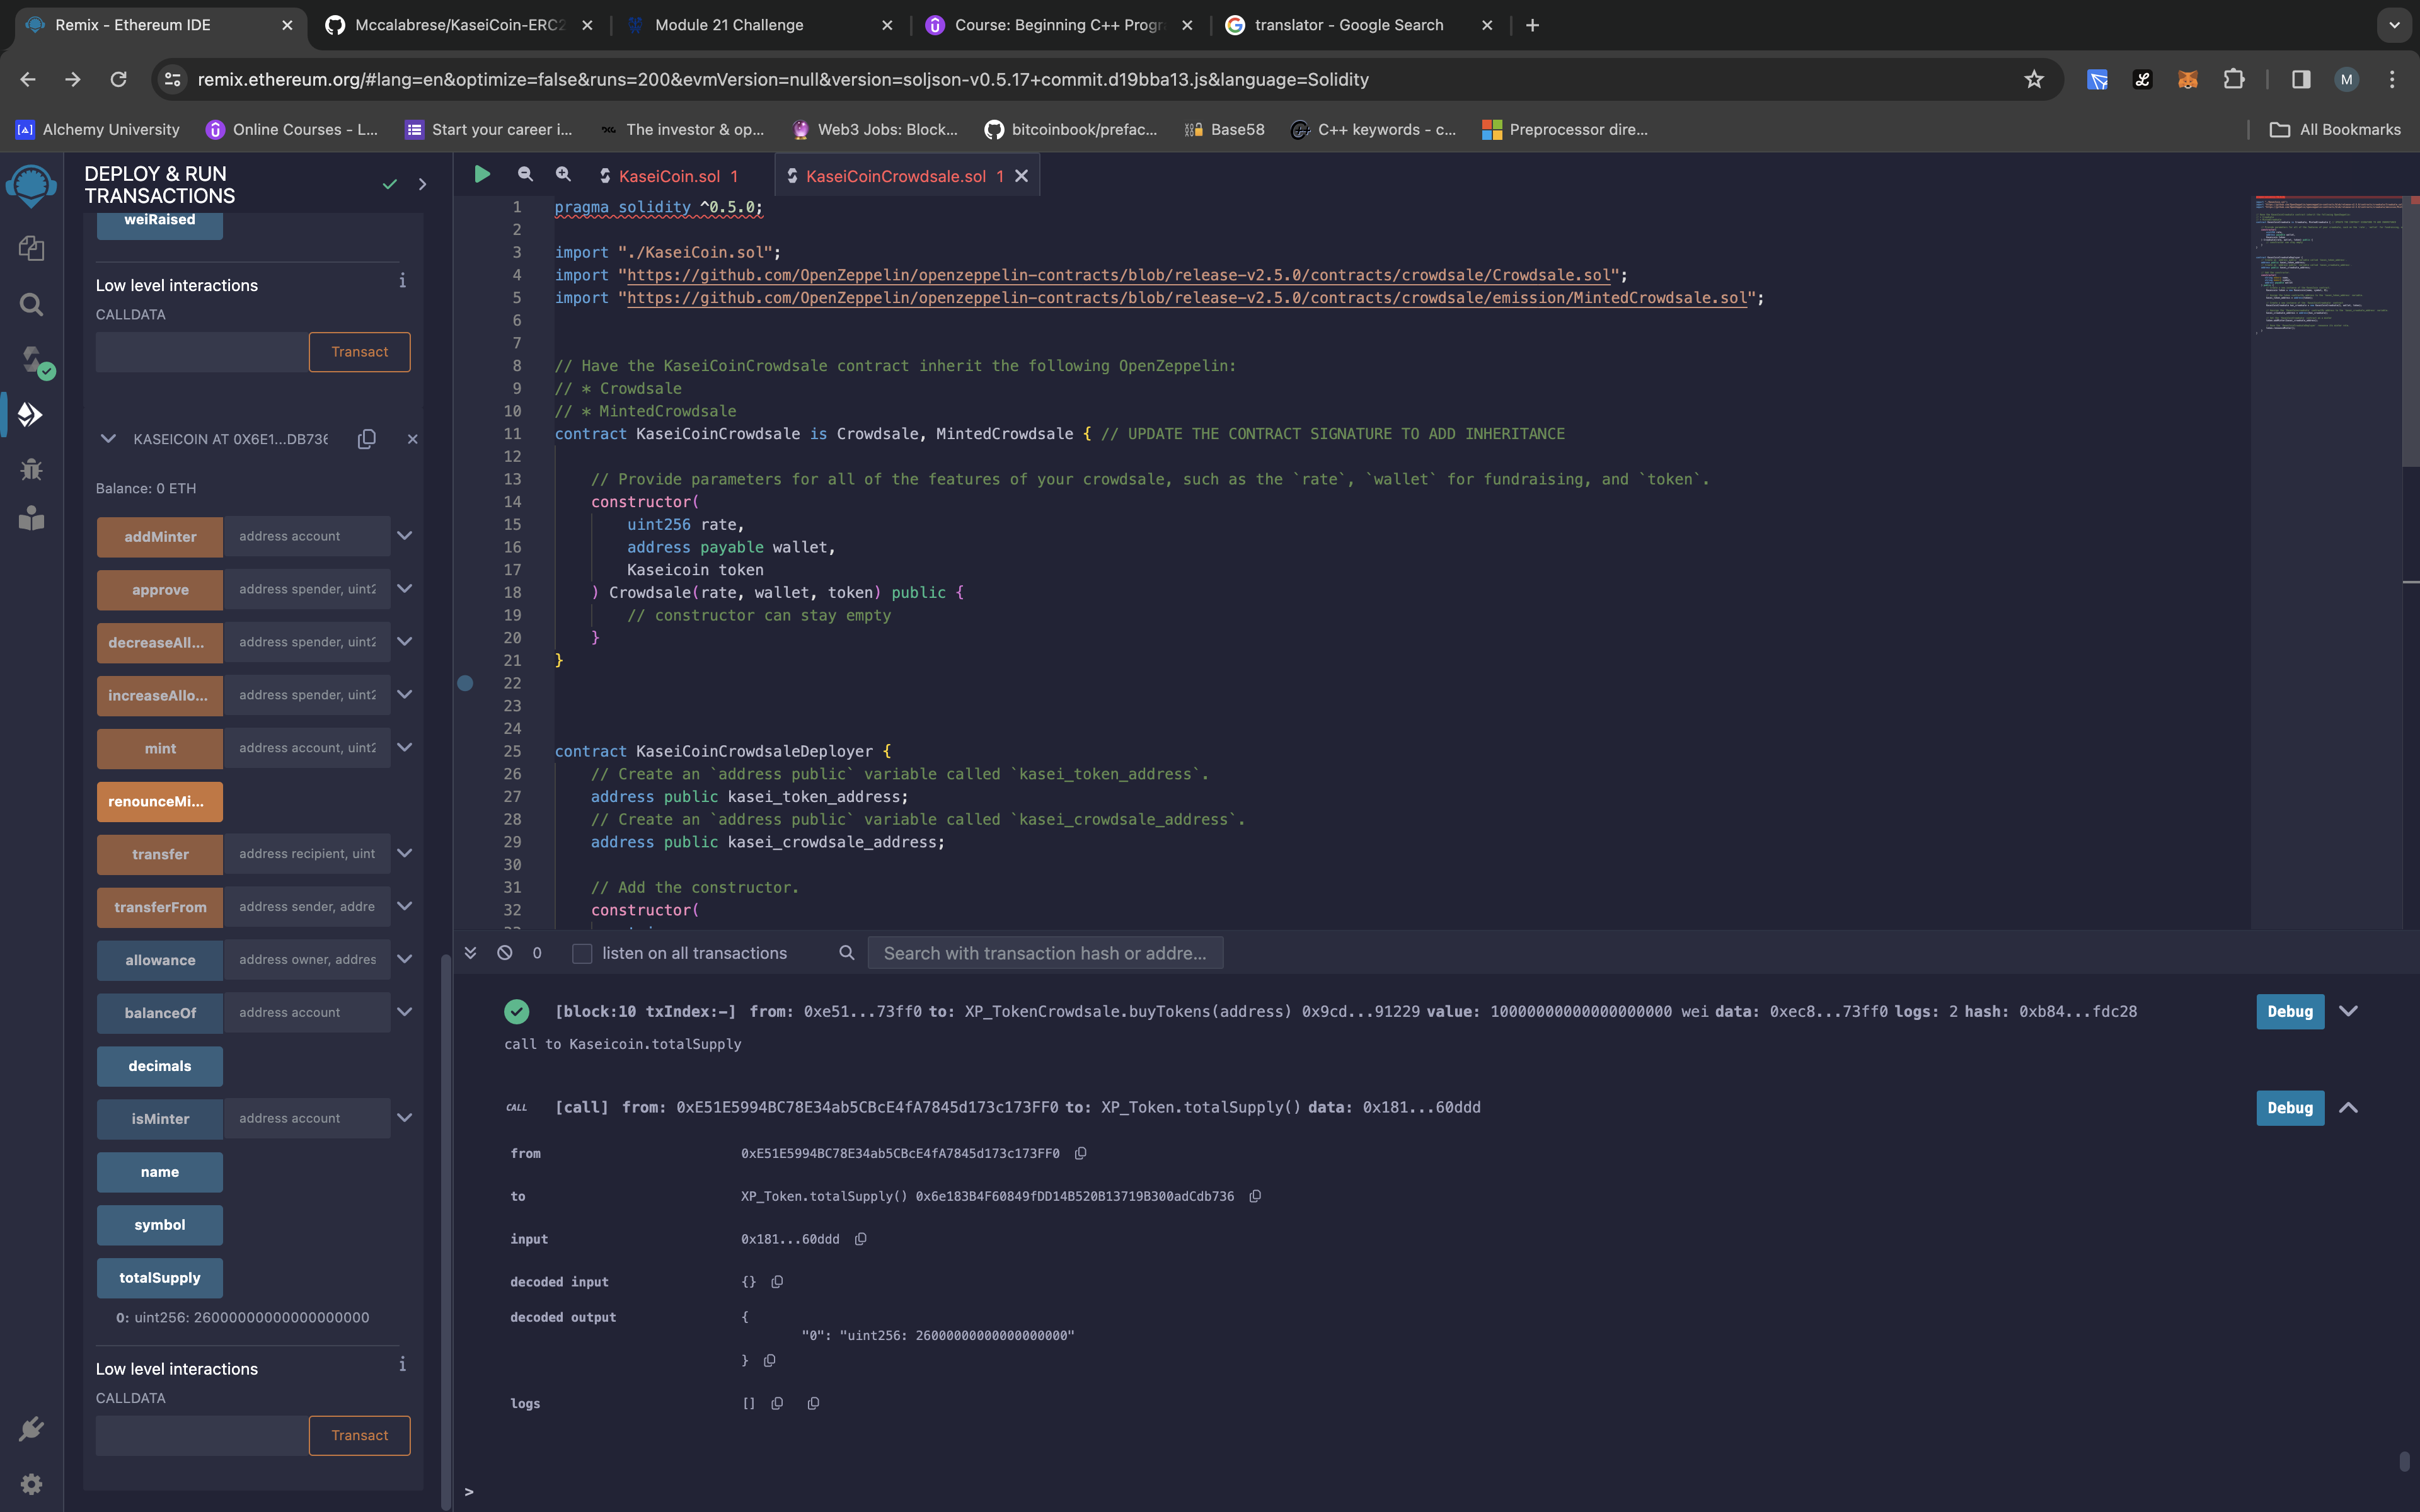 Remix - Ethereum IDE
Mccalabrese/KaseiCoin-ERC2
Module 21 Challenge
Course: Beginning C++ Progr
translator - Google Search
remix.ethereum.org/#lang=en&optimize=false&runs=200&evmVersion=null&version=soljson-v0.5.17+commit.d19bba13.js&language=Solidity
M
Alchemy University
Online Courses - L...
Start your career i...
The investor & op...
Web3 Jobs: Block...
bitcoinbook/prefac...
Base58
C++ keywords - c...
Preprocessor dire...
All Bookmarks
DEPLOY & RUN
TRANSACTIONS
weiRaised
Low level interactions
CALLDATA
Transact
KASEICOIN AT 0X6E1...DB736
Balance: 0 ETH
addMinter address account
approve address spender, uint2
decreaseAll... address spender, uint2
increaseAllo... address spender, uint2
mint address account, uint2
renounceMi...
transfer address recipient, uint
transferFrom address sender, addre
allowance address owner, addres
balanceOf address account
decimals
isMinter address account
name
symbol
totalSupply
0: uint256: 26000000000000000000
Low level interactions
CALLDATA
Transact
KaseiCoin.sol 1
KaseiCoinCrowdsale.sol 1
1 pragma solidity ^0.5.0;
2
3 import "./KaseiCoin.sol";
4 import "https://github.com/OpenZeppelin/openzeppelin-contracts/blob/release-v2.5.0/contracts/crowdsale/Crowdsale.sol";
5 import "https://github.com/OpenZeppelin/openzeppelin-contracts/blob/release-v2.5.0/contracts/crowdsale/emission/MintedCrowdsale.sol";
6
7
8 // Have the KaseiCoinCrowdsale contract inherit the following OpenZeppelin:
9 // * Crowdsale
10 // * MintedCrowdsale
11 contract KaseiCoinCrowdsale is Crowdsale, MintedCrowdsale { // UPDATE THE CONTRACT SIGNATURE TO ADD INHERITANCE
12
13 // Provide parameters for all of the features of your crowdsale, such as the `rate`, `wallet` for fundraising, and `token`.
14 constructor(
15 uint256 rate,
16 address payable wallet,
17 Kaseicoin token
18 ) Crowdsale(rate, wallet, token) public {
19 // constructor can stay empty
20 }
21 }
22
23
24
25 contract KaseiCoinCrowdsaleDeployer {
26 // Create an `address public` variable called `kasei_token_address`.
27 address public kasei_token_address;
28 // Create an `address public` variable called `kasei_crowdsale_address`.
29 address public kasei_crowdsale_address;
30
31 // Add the constructor.
32 constructor(
0
listen on all transactions
Search with transaction hash or addre...
[block:10 txIndex:-] from: 0xe51...73ff0 to: XP_TokenCrowdsale.buyTokens(address) 0x9cd...91229 value: 10000000000000000000 wei data: 0xec8...73ff0 logs: 2 hash: 0xb84...fdc28
Debug
call to Kaseicoin.totalSupply
CALL [call] from: 0xE51E5994BC78E34ab5CBcE4fA7845d173c173FF0 to: XP_Token.totalSupply() data: 0x181...60ddd
Debug
from 0xE51E5994BC78E34ab5CBcE4fA7845d173c173FF0
to XP_Token.totalSupply() 0x6e183B4F60849fDD14B520B13719B300adCdb736
input 0x181...60ddd
decoded input {}
decoded output {
"0": "uint256: 26000000000000000000"
}
logs []
>